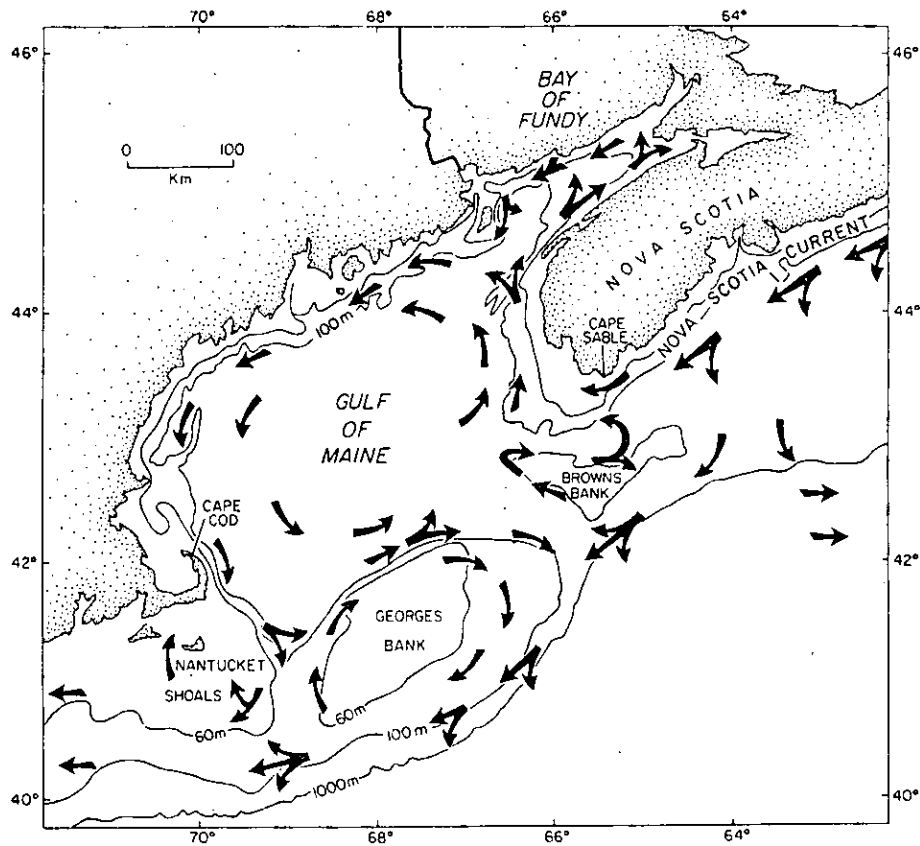 70° 68° 66° 64°
46° 46°
BAY
OF
FUNDY
0 100
Km
NOVA SCOTIA
NOVA SCOTIA CURRENT
44° 44°
100m
CAPE
SABLE
GULF
OF
MAINE
BROWNS
BANK
CAPE
COD
42° 42°
GEORGES
BANK
NANTUCKET
SHOALS
60m 60m 100m
1000m
40° 40°
70° 68° 66° 64°